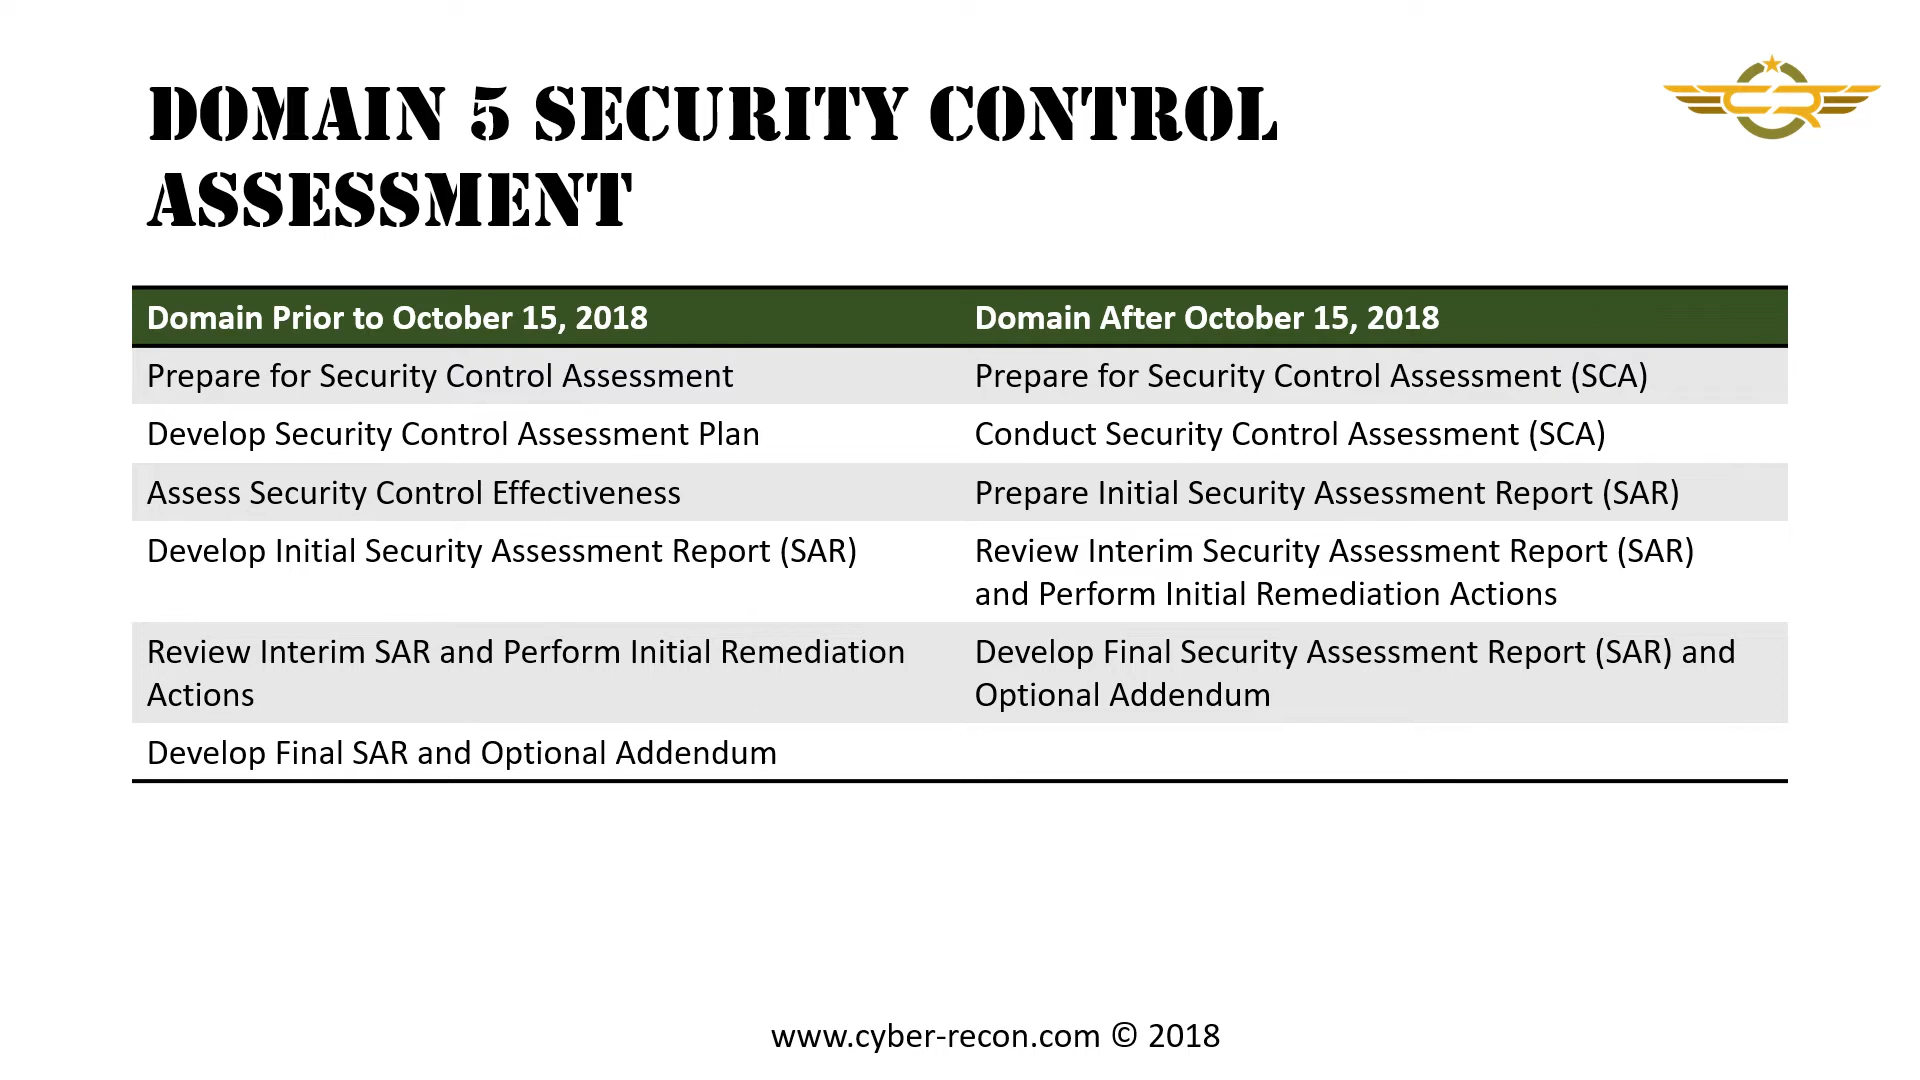 DOMAIN 5 SECURITY CONTROL
ASSESSMENT
CR
Domain Prior to October 15, 2018
Domain After October 15, 2018
Prepare for Security Control Assessment
Prepare for Security Control Assessment (SCA)
Develop Security Control Assessment Plan
Conduct Security Control Assessment (SCA)
Assess Security Control Effectiveness
Prepare Initial Security Assessment Report (SAR)
Develop Initial Security Assessment Report (SAR)
Review Interim Security Assessment Report (SAR)
and Perform Initial Remediation Actions
Review Interim SAR and Perform Initial Remediation
Actions
Develop Final Security Assessment Report (SAR) and
Optional Addendum
Develop Final SAR and Optional Addendum
www.cyber-recon.com © 2018